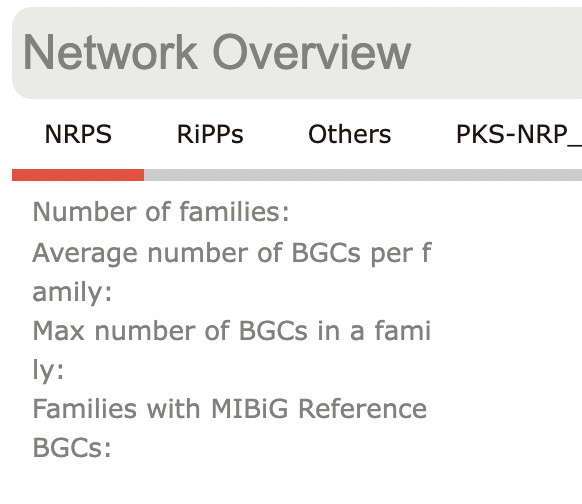 Network Overview
NRPS RiPPs Others PKS-NRP_
Number of families:
Average number of BGCs per f
amily:
Max number of BGCs in a fami
ly:
Families with MIBiG Reference
BGCs: